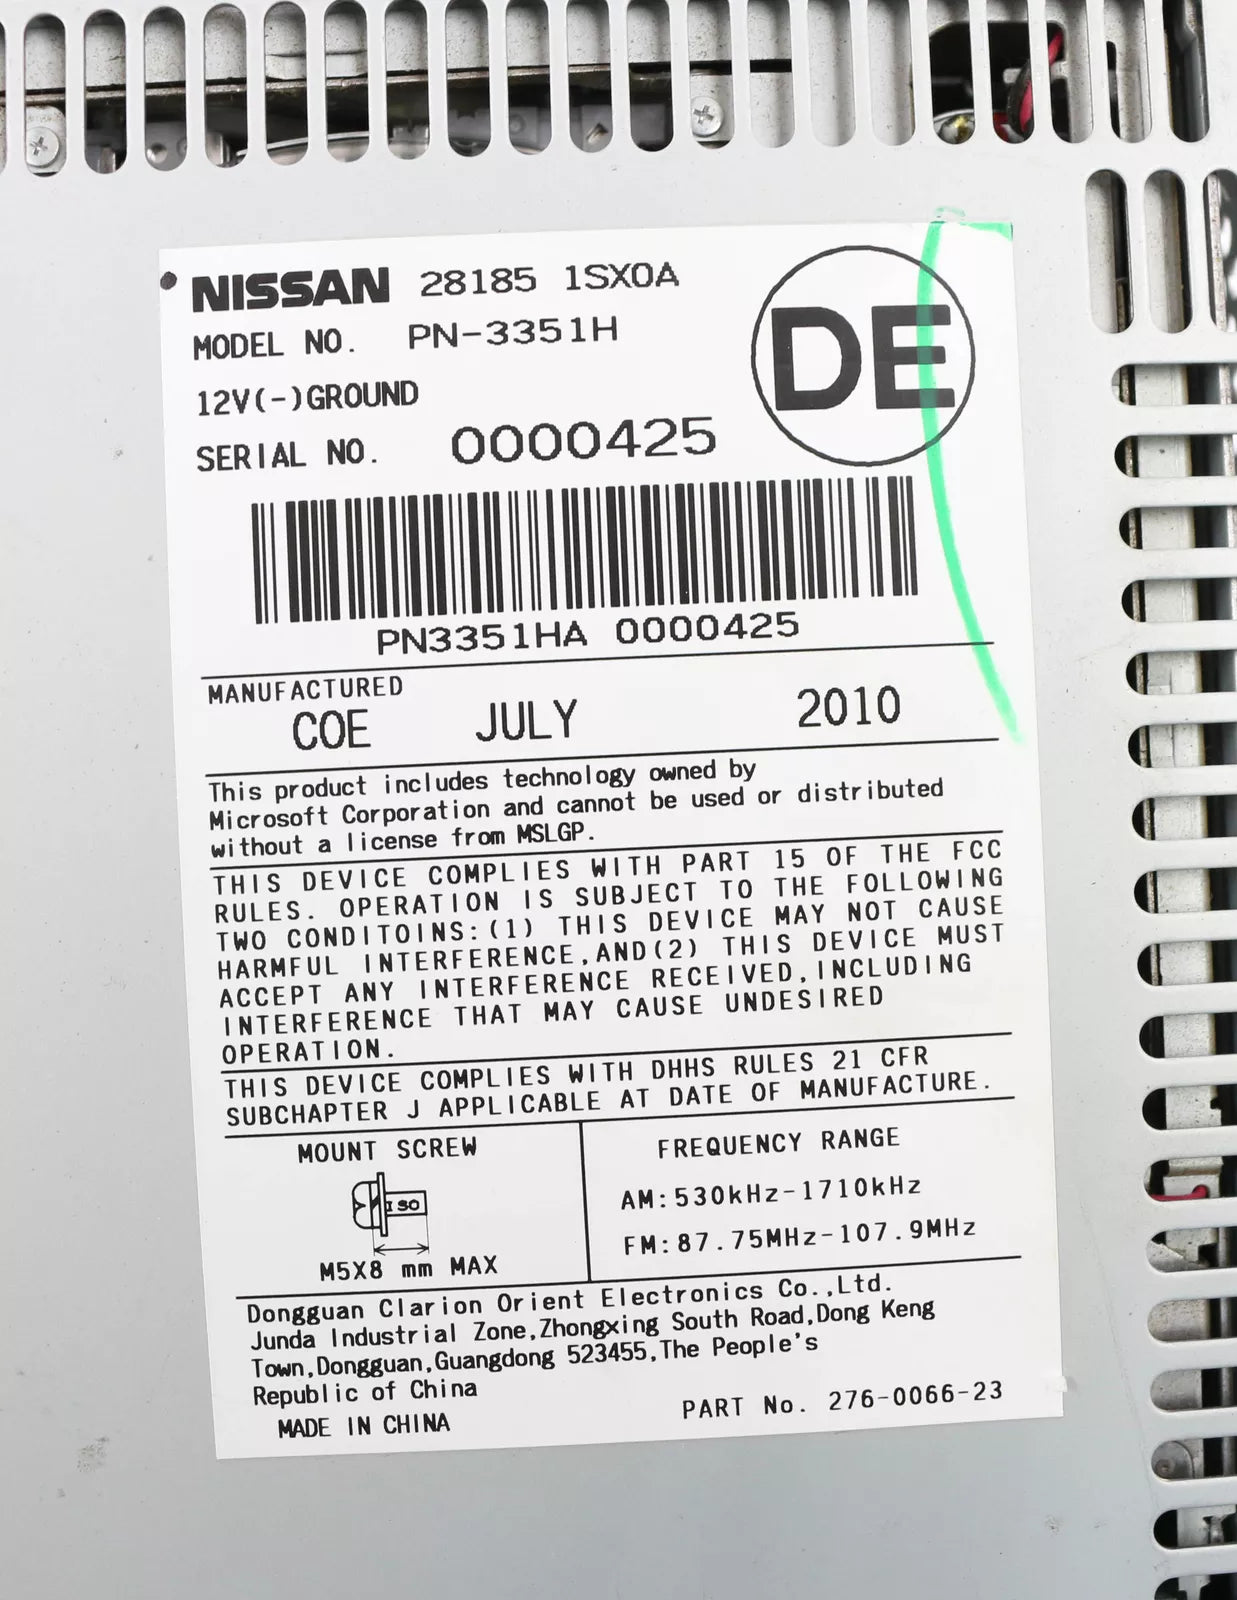 NISSAN 28185 1SX0A
MODEL NO. PN-3351H
DE
12V(-)GROUND
SERIAL NO. 0000425
PN3351HA 0000425
MANUFACTURED
COE JULY 2010
This product includes technology owned by
Microsoft Corporation and cannot be used or distributed
without a license from MSLGP.
THIS DEVICE COMPLIES WITH PART 15 OF THE FCC
RULES. OPERATION IS SUBJECT TO THE FOLLOWING
TWO CONDITOINS:(1) THIS DEVICE MAY NOT CAUSE
HARMFUL INTERFERENCE,AND(2) THIS DEVICE MUST
ACCEPT ANY INTERFERENCE RECEIVED,INCLUDING
INTERFERENCE THAT MAY CAUSE UNDESIRED
OPERATION.
THIS DEVICE COMPLIES WITH DHHS RULES 21 CFR
SUBCHAPTER J APPLICABLE AT DATE OF MANUFACTURE.
MOUNT SCREW
ISO
M5X8 mm MAX
FREQUENCY RANGE
AM:530kHz-1710kHz
FM:87.75MHz-107.9MHz
Dongguan Clarion Orient Electronics Co.,Ltd.
Junda Industrial Zone,Zhongxing South Road,Dong Keng
Town,Dongguan,Guangdong 523455,The People's
Republic of China
MADE IN CHINA
PART No. 276-0066-23